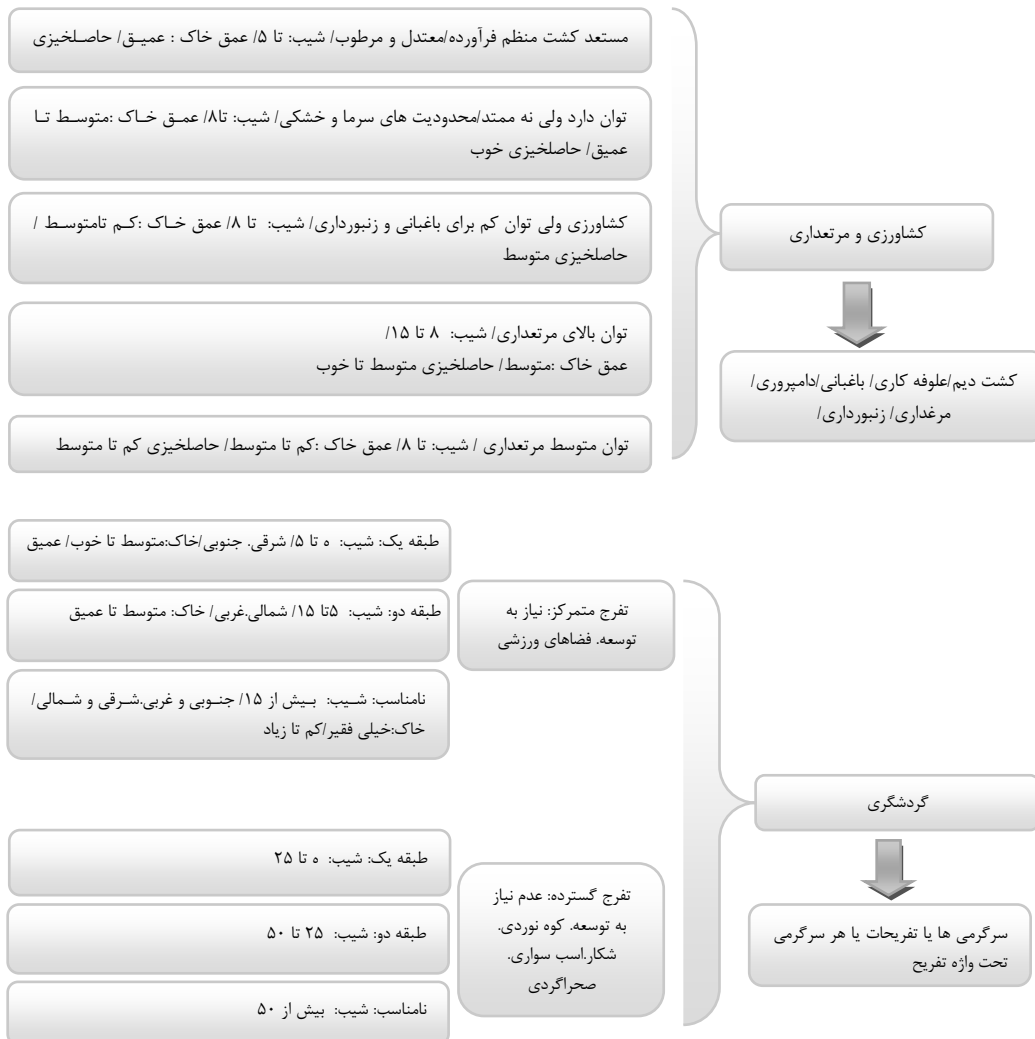 مستعد کشت منظم فرآورده/معتدل و مرطوب/ شیب: تا ۵/ عمق خاک : عمیـق/ حاصـلخیزی
توان دارد ولی نه ممتد/محدودیت های سرما و خشکی/ شیب: تا۸/ عمـق خـاک :متوسـط تـا
عمیق/ حاصلخیزی خوب
کشاورزی ولی توان کم برای باغبانی و زنبورداری/ شیب: تا ۸/ عمق خـاک :کـم تامتوسـط /
حاصلخیزی متوسط
توان بالای مرتعداری/ شیب: ۸ تا ۱۵/
عمق خاک :متوسط/ حاصلخیزی متوسط تا خوب
توان متوسط مرتعداری / شیب: تا ۸/ عمق خاک :کم تا متوسط/ حاصلخیزی کم تا متوسط
کشاورزی و مرتعداری
کشت دیم/علوفه کاری/ باغبانی/دامپروری/
مرغداری/ زنبورداری/
طبقه یک: شیب: ه تا ۵/ شرقی. جنوبی/خاک:متوسط تا خوب/ عمیق
طبقه دو: شیب: ۵تا ۱۵/ شمالی.غربی/ خاک: متوسط تا عمیق
نامناسب: شـیب: بـیش از ۱۵/ جنـوبی و غربی.شـرقی و شـمالی/
خاک:خیلی فقیر/کم تا زیاد
تفرج متمرکز: نیاز به
توسعه. فضاهای ورزشی
طبقه یک: شیب: ه تا ۲۵
طبقه دو: شیب: ۲۵ تا ۵۰
نامناسب: شیب: بیش از ۵۰
تفرج گسترده: عدم نیاز
به توسعه. کوه نوردی.
شکار.اسب سواری.
صحراگردی
گردشگری
سرگرمی ها یا تفریحات یا هر سرگرمی
تحت واژه تفریح